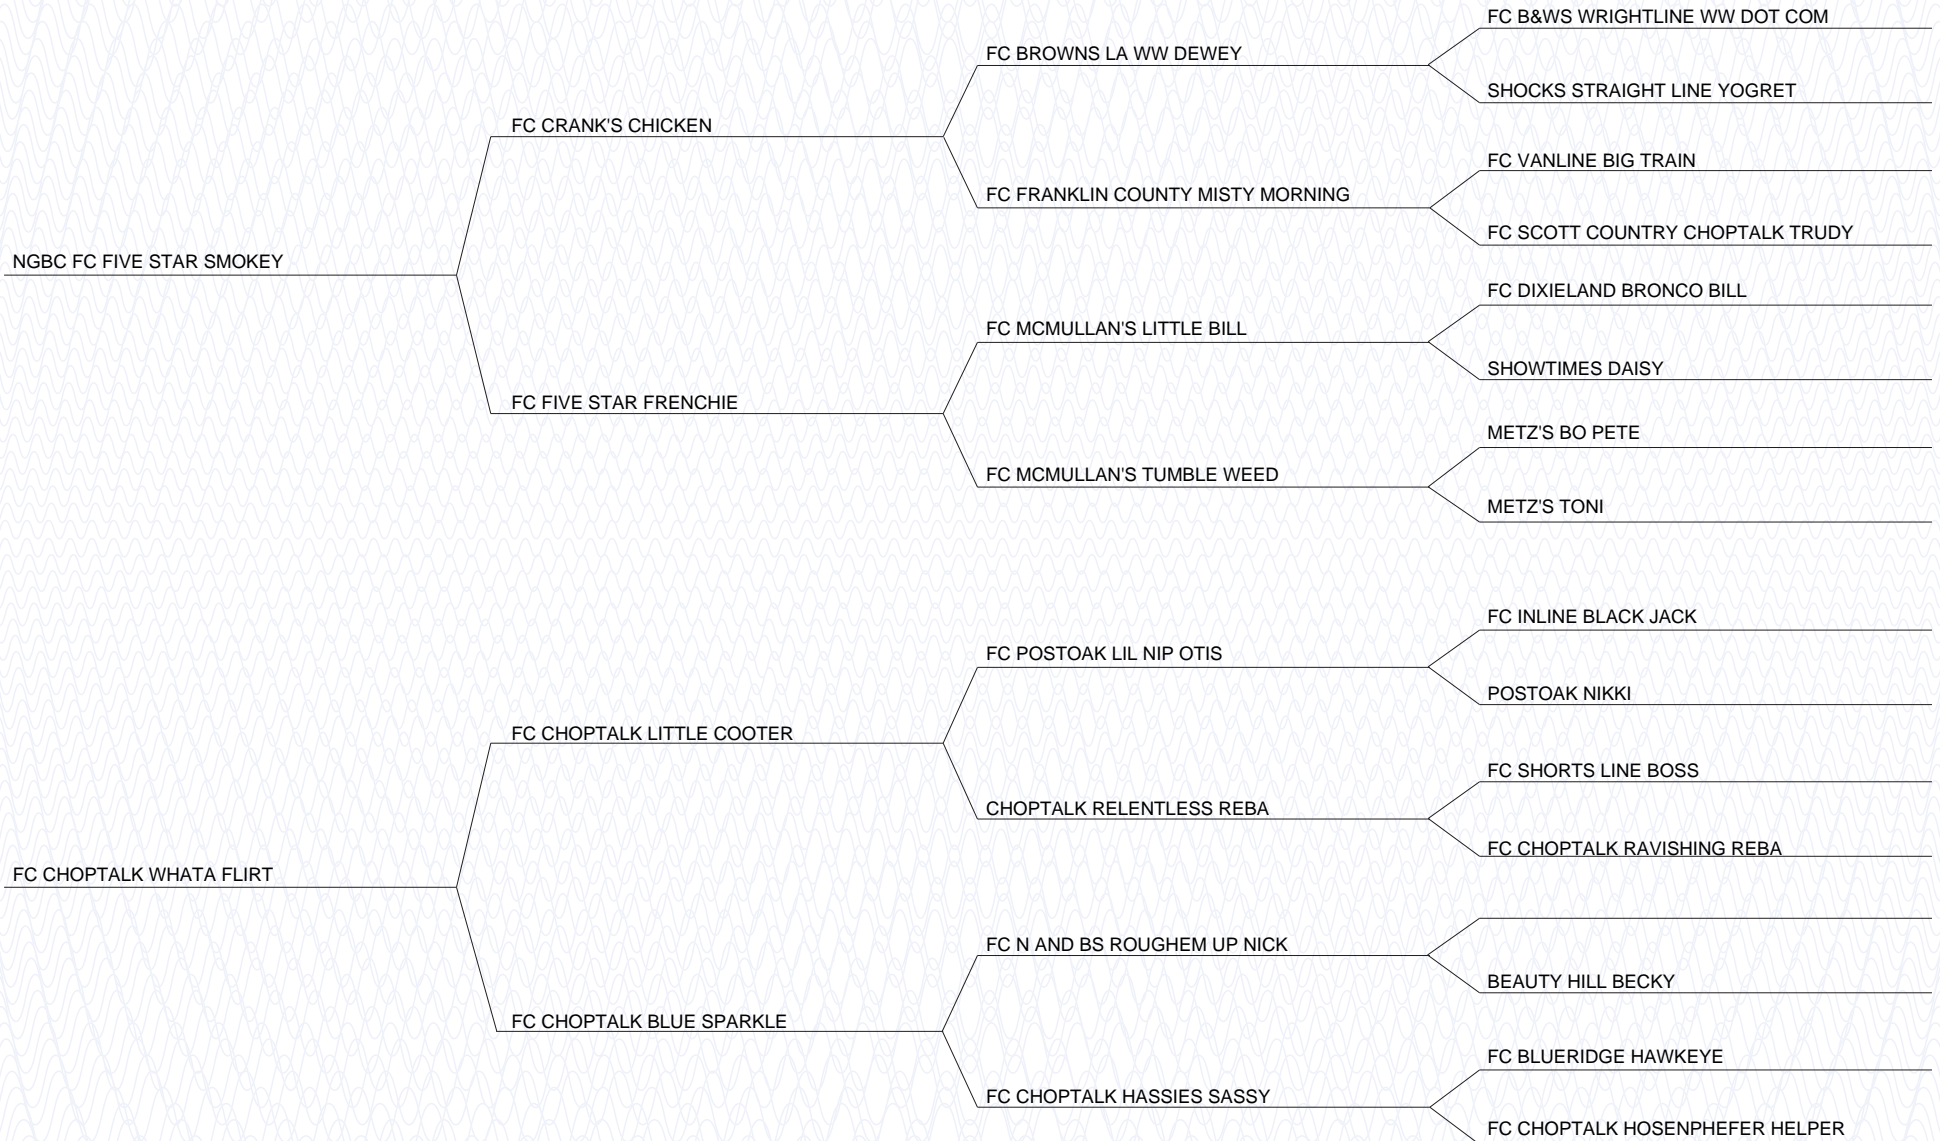 FC B&WS WRIGHTLINE WW DOT COM
FC BROWNS LA WW DEWEY
SHOCKS STRAIGHT LINE YOGRET
FC CRANK'S CHICKEN
FC VANLINE BIG TRAIN
FC FRANKLIN COUNTY MISTY MORNING
FC SCOTT COUNTRY CHOPTALK TRUDY
NGBC FC FIVE STAR SMOKEY
FC DIXIELAND BRONCO BILL
FC MCMULLAN'S LITTLE BILL
SHOWTIMES DAISY
FC FIVE STAR FRENCHIE
METZ'S BO PETE
FC MCMULLAN'S TUMBLE WEED
METZ'S TONI
FC INLINE BLACK JACK
FC POSTOAK LIL NIP OTIS
POSTOAK NIKKI
FC CHOPTALK LITTLE COOTER
FC SHORTS LINE BOSS
CHOPTALK RELENTLESS REBA
FC CHOPTALK RAVISHING REBA
FC CHOPTALK WHATA FLIRT
FC N AND BS ROUGHEM UP NICK
BEAUTY HILL BECKY
FC CHOPTALK BLUE SPARKLE
FC BLUERIDGE HAWKEYE
FC CHOPTALK HASSIES SASSY
FC CHOPTALK HOSENPHEFER HELPER